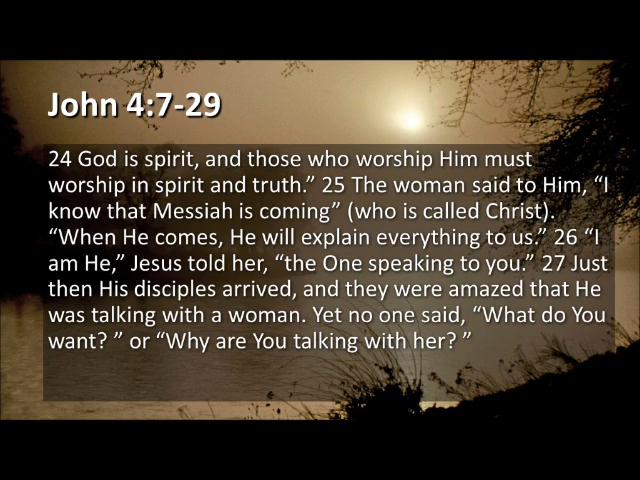 John 4:7-29
24 God is spirit, and those who worship Him must
worship in spirit and truth.” 25 The woman said to Him, “I
know that Messiah is coming” (who is called Christ).
“When He comes, He will explain everything to us.” 26 “I
am He,” Jesus told her, “the One speaking to you.” 27 Just
then His disciples arrived, and they were amazed that He
was talking with a woman. Yet no one said, “What do You
want? ” or “Why are You talking with her? ”